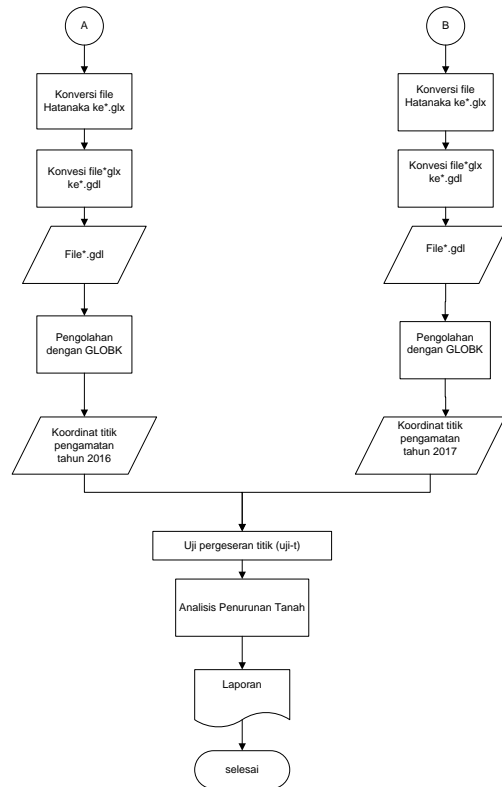 A
Konversi file
Hatanaka ke*.glx
Konvesi file*glx
ke*.gdl
File*.gdl
Pengolahan
dengan GLOBK
Koordinat titik
pengamatan
tahun 2016
B
Konversi file
Hatanaka ke*.glx
Konvesi file*glx
ke*.gdl
File*.gdl
Pengolahan
dengan GLOBK
Koordinat titik
pengamatan
tahun 2017
Uji pergeseran titik (uji-t)
Analisis Penurunan Tanah
Laporan
selesai